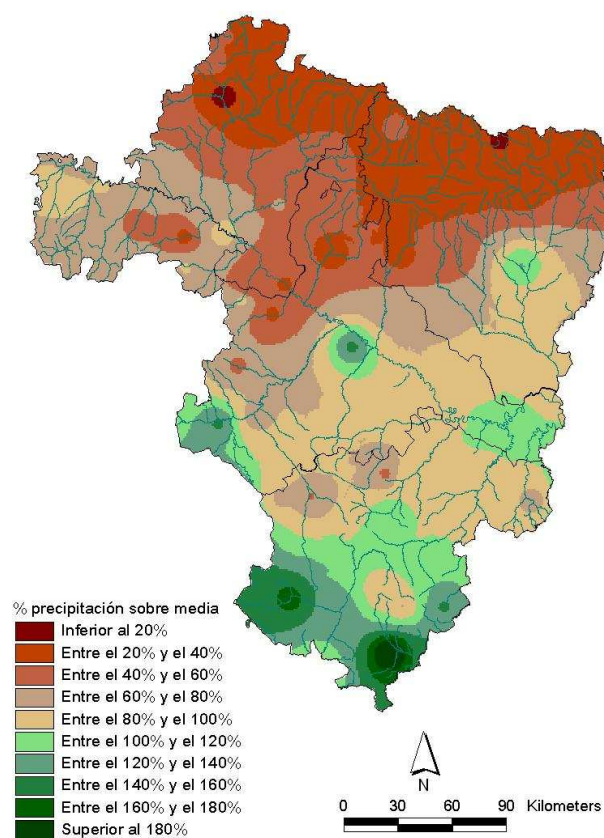 % precipitación sobre media
Inferior al 20%
Entre el 20% y el 40%
Entre el 40% y el 60%
Entre el 60% y el 80%
Entre el 80% y el 100%
Entre el 100% y el 120%
Entre el 120% y el 140%
Entre el 140% y el 160%
Entre el 160% y el 180%
Superior al 180%
N
0 30 60 90 Kilometers